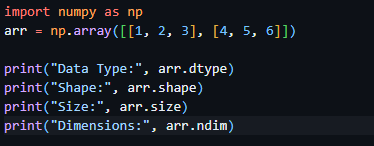 import numpy as np
arr = np.array([[1, 2, 3], [4, 5, 6]])
print("Data Type:", arr.dtype)
print("Shape:", arr.shape)
print("Size:", arr.size)
print("Dimensions:", arr.ndim)